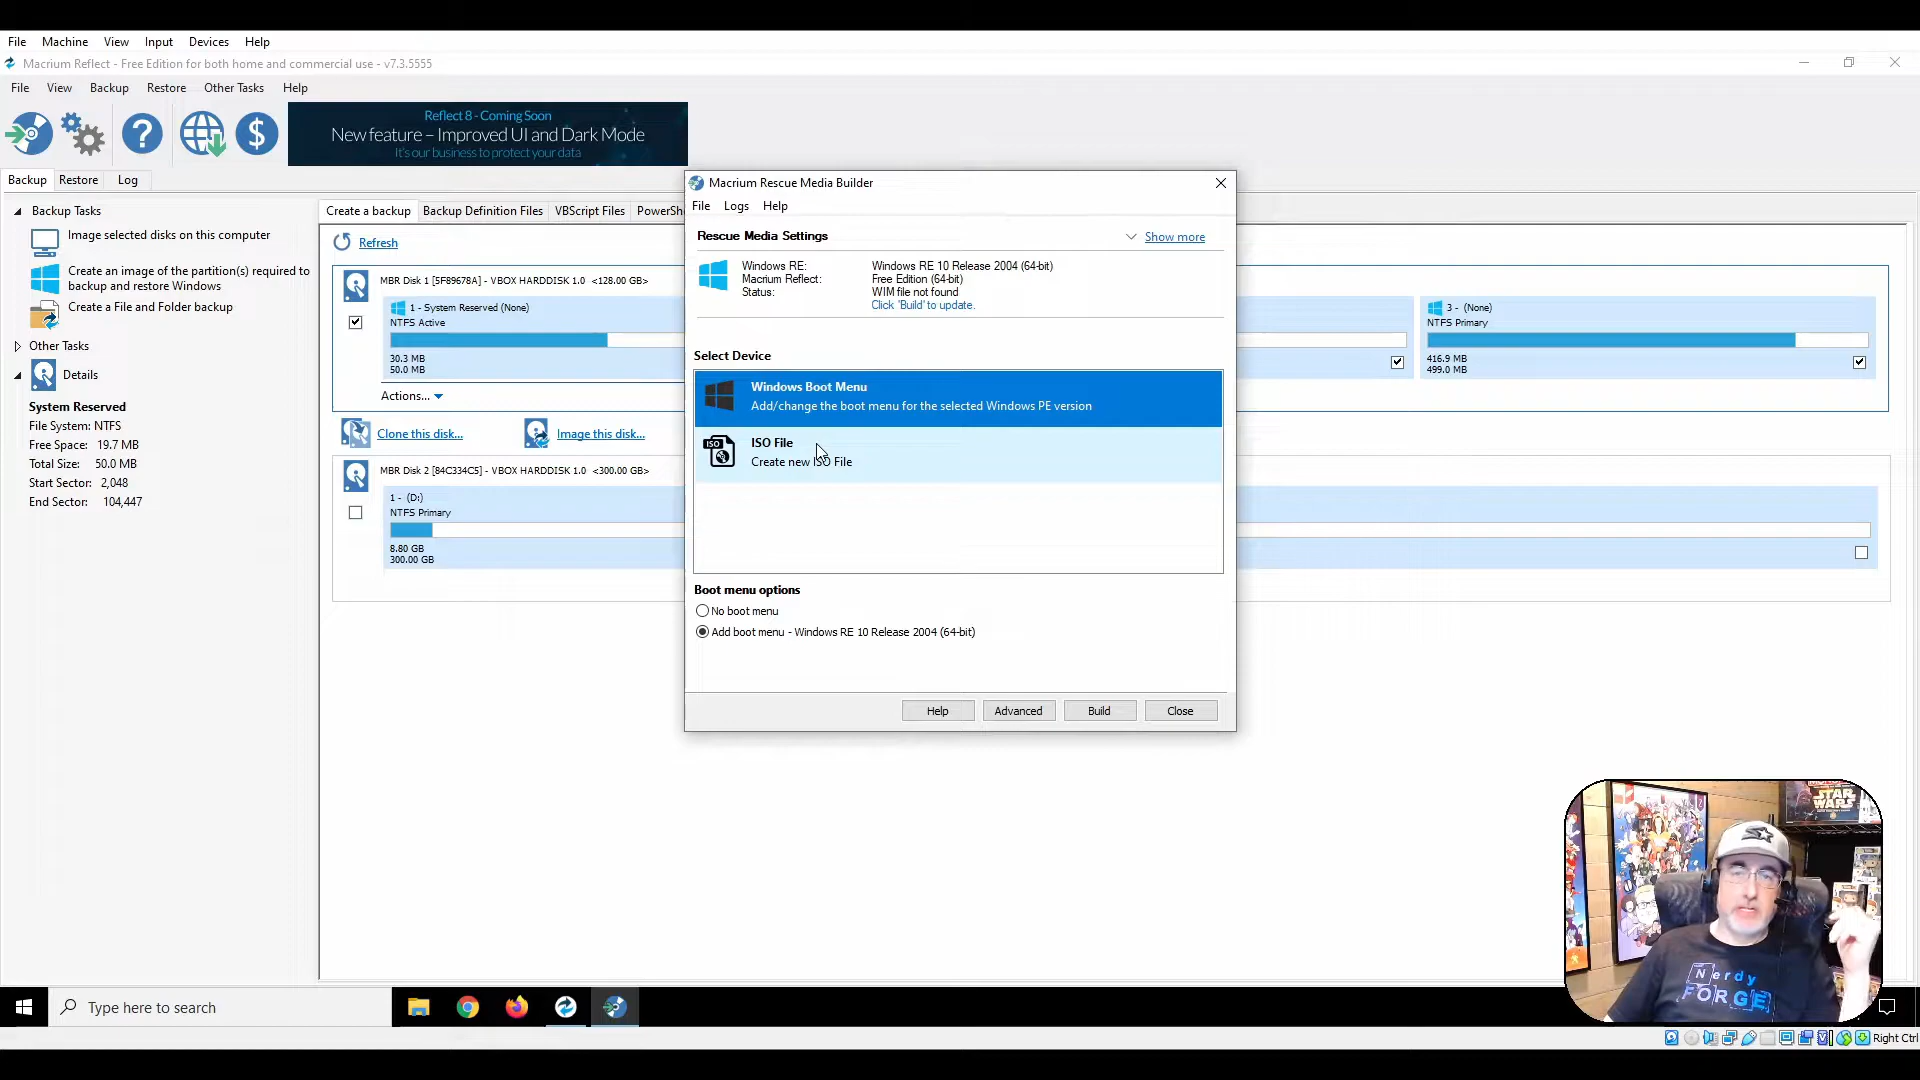 File Machine View Input Devices Help
Macrium Reflect - Free Edition for both home and commercial use - v7.3.5555
File View Backup Restore Other Tasks Help
Reflect 8 - Coming Soon
New feature – Improved UI and Dark Mode
It's our business to protect your data
Backup Restore Log
Backup Tasks
Image selected disks on this computer
Create an image of the partition(s) required to
backup and restore Windows
Create a File and Folder backup
Other Tasks
Details
System Reserved
File System: NTFS
Free Space: 19.7 MB
Total Size: 50.0 MB
Start Sector: 2,048
End Sector: 104,447
Create a backup Backup Definition Files VBScript Files PowerSh
Refresh
MBR Disk 1 [5F89678A] - VBOX HARDDISK 1.0 <128.00 GB>
1 - System Reserved (None)
NTFS Active
30.3 MB
50.0 MB
3 - (None)
NTFS Primary
416.9 MB
499.0 MB
Actions...
Clone this disk... Image this disk...
MBR Disk 2 [84C334C5] - VBOX HARDDISK 1.0 <300.00 GB>
1 - (D:)
NTFS Primary
8.80 GB
300.00 GB
Macrium Rescue Media Builder
File Logs Help
Rescue Media Settings Show more
Windows RE: Windows RE 10 Release 2004 (64-bit)
Macrium Reflect: Free Edition (64-bit)
Status: WIM file not found
Click 'Build' to update.
Select Device
Windows Boot Menu
Add/change the boot menu for the selected Windows PE version
ISO
ISO File
Create new ISO File
Boot menu options
No boot menu
Add boot menu - Windows RE 10 Release 2004 (64-bit)
Help Advanced Build Close
STAR WARS
Nerdy
FORGE
Type here to search
Right Ctrl